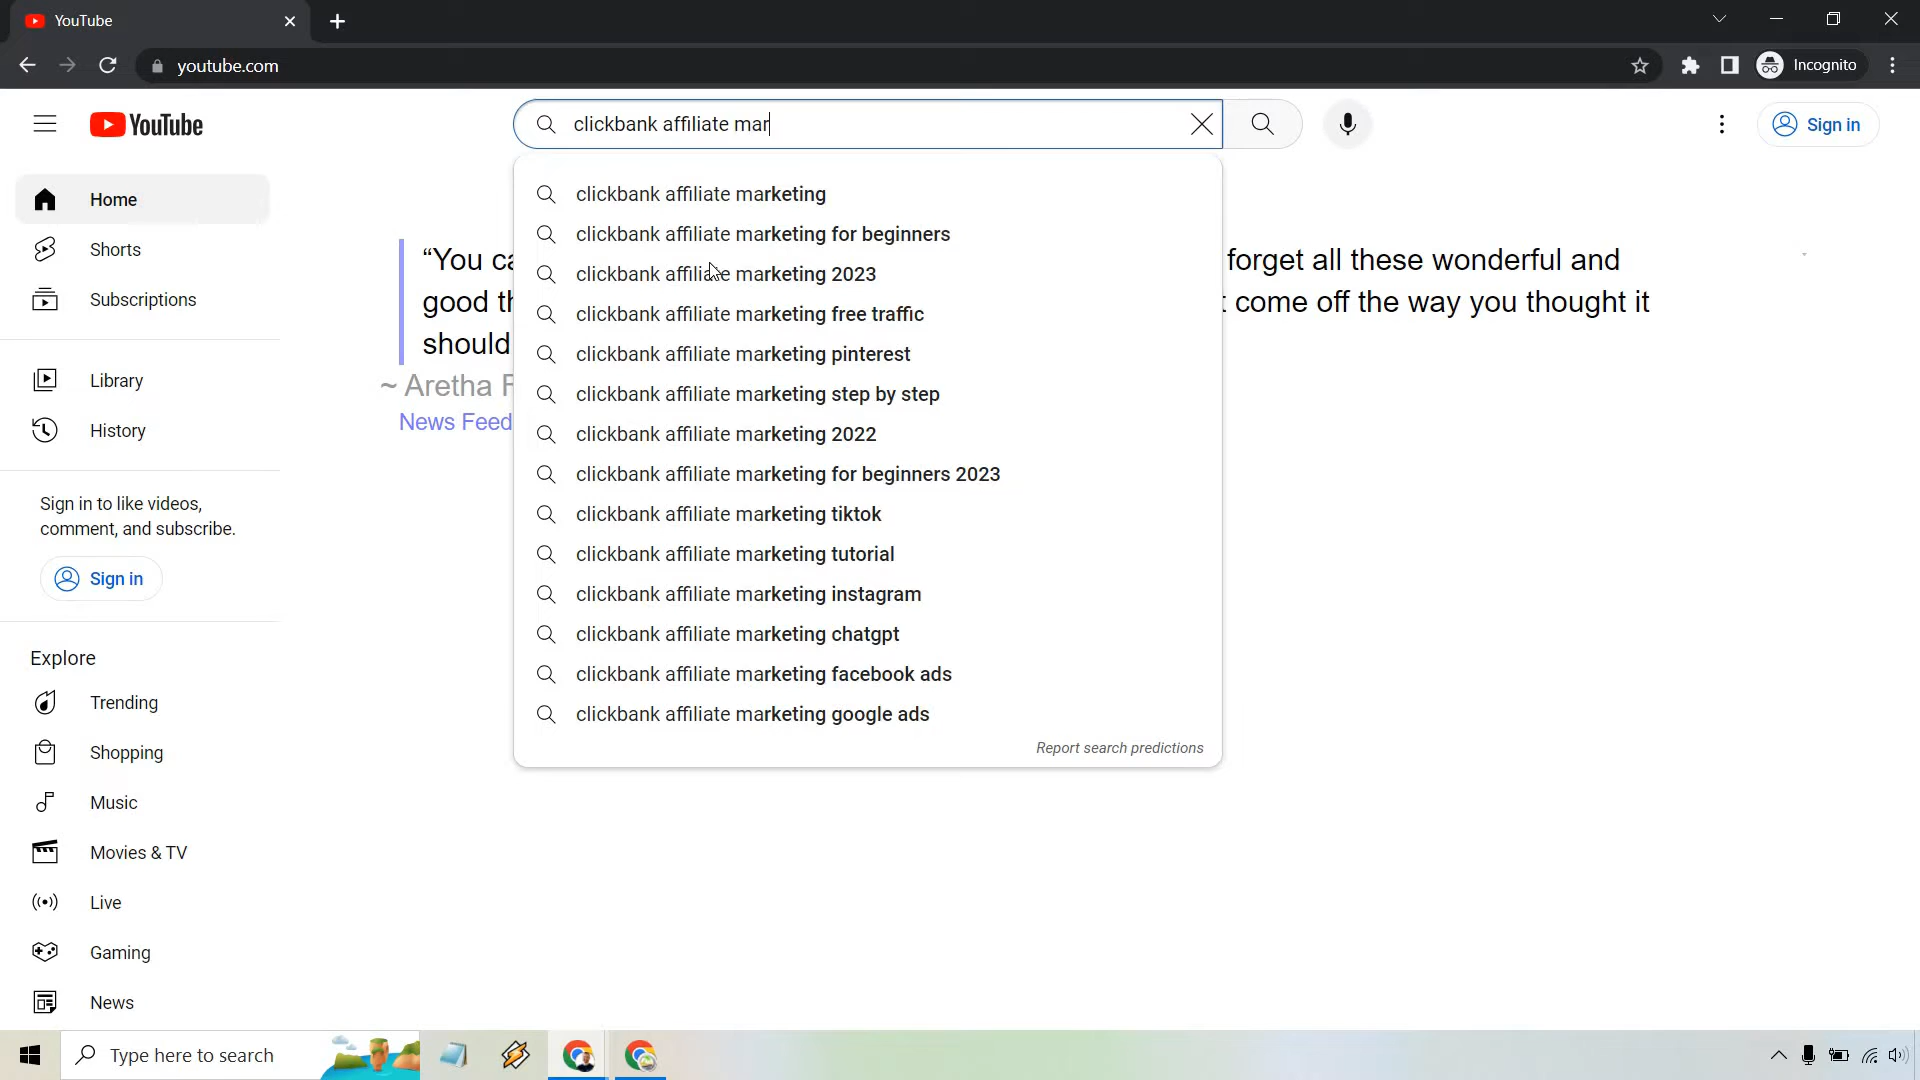 YouTube
youtube.com
Incognito
YouTube
clickbank affiliate mar
Sign in
Home
Shorts
Subscriptions
Library
History
Sign in to like videos,
comment, and subscribe.
Sign in
Explore
Trending
Shopping
Music
Movies & TV
Live
Gaming
News
clickbank affiliate marketing
clickbank affiliate marketing for beginners
clickbank affiliate marketing 2023
clickbank affiliate marketing free traffic
clickbank affiliate marketing pinterest
clickbank affiliate marketing step by step
clickbank affiliate marketing 2022
clickbank affiliate marketing for beginners 2023
clickbank affiliate marketing tiktok
clickbank affiliate marketing tutorial
clickbank affiliate marketing instagram
clickbank affiliate marketing chatgpt
clickbank affiliate marketing facebook ads
clickbank affiliate marketing google ads
Report search predictions
“You forget all these wonderful and
good come off the way you thought it
should
~ Aretha
News Feed
Type here to search